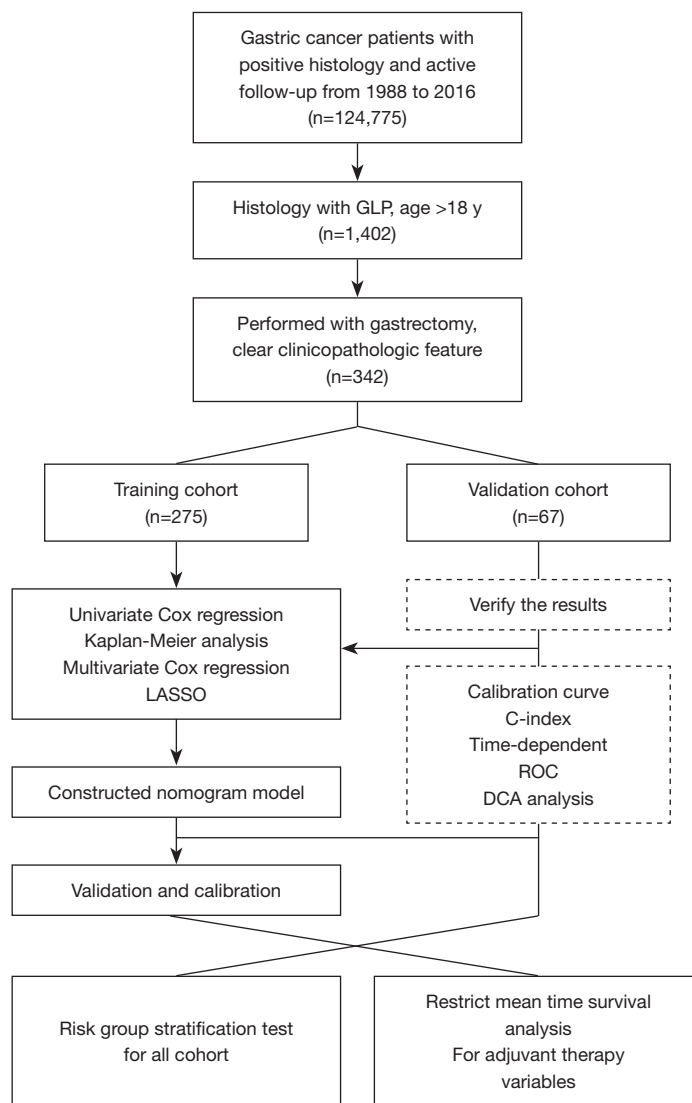 Gastric cancer patients with
positive histology and active
follow-up from 1988 to 2016
(n=124,775)
Histology with GLP, age >18 y
(n=1,402)
Performed with gastrectomy,
clear clinicopathologic feature
(n=342)
Training cohort
(n=275)
Validation cohort
(n=67)
Verify the results
Univariate Cox regression
Kaplan-Meier analysis
Multivariate Cox regression
LASSO
Calibration curve
C-index
Time-dependent
ROC
DCA analysis
Constructed nomogram model
Validation and calibration
Risk group stratification test
for all cohort
Restrict mean time survival
analysis
For adjuvant therapy
variables